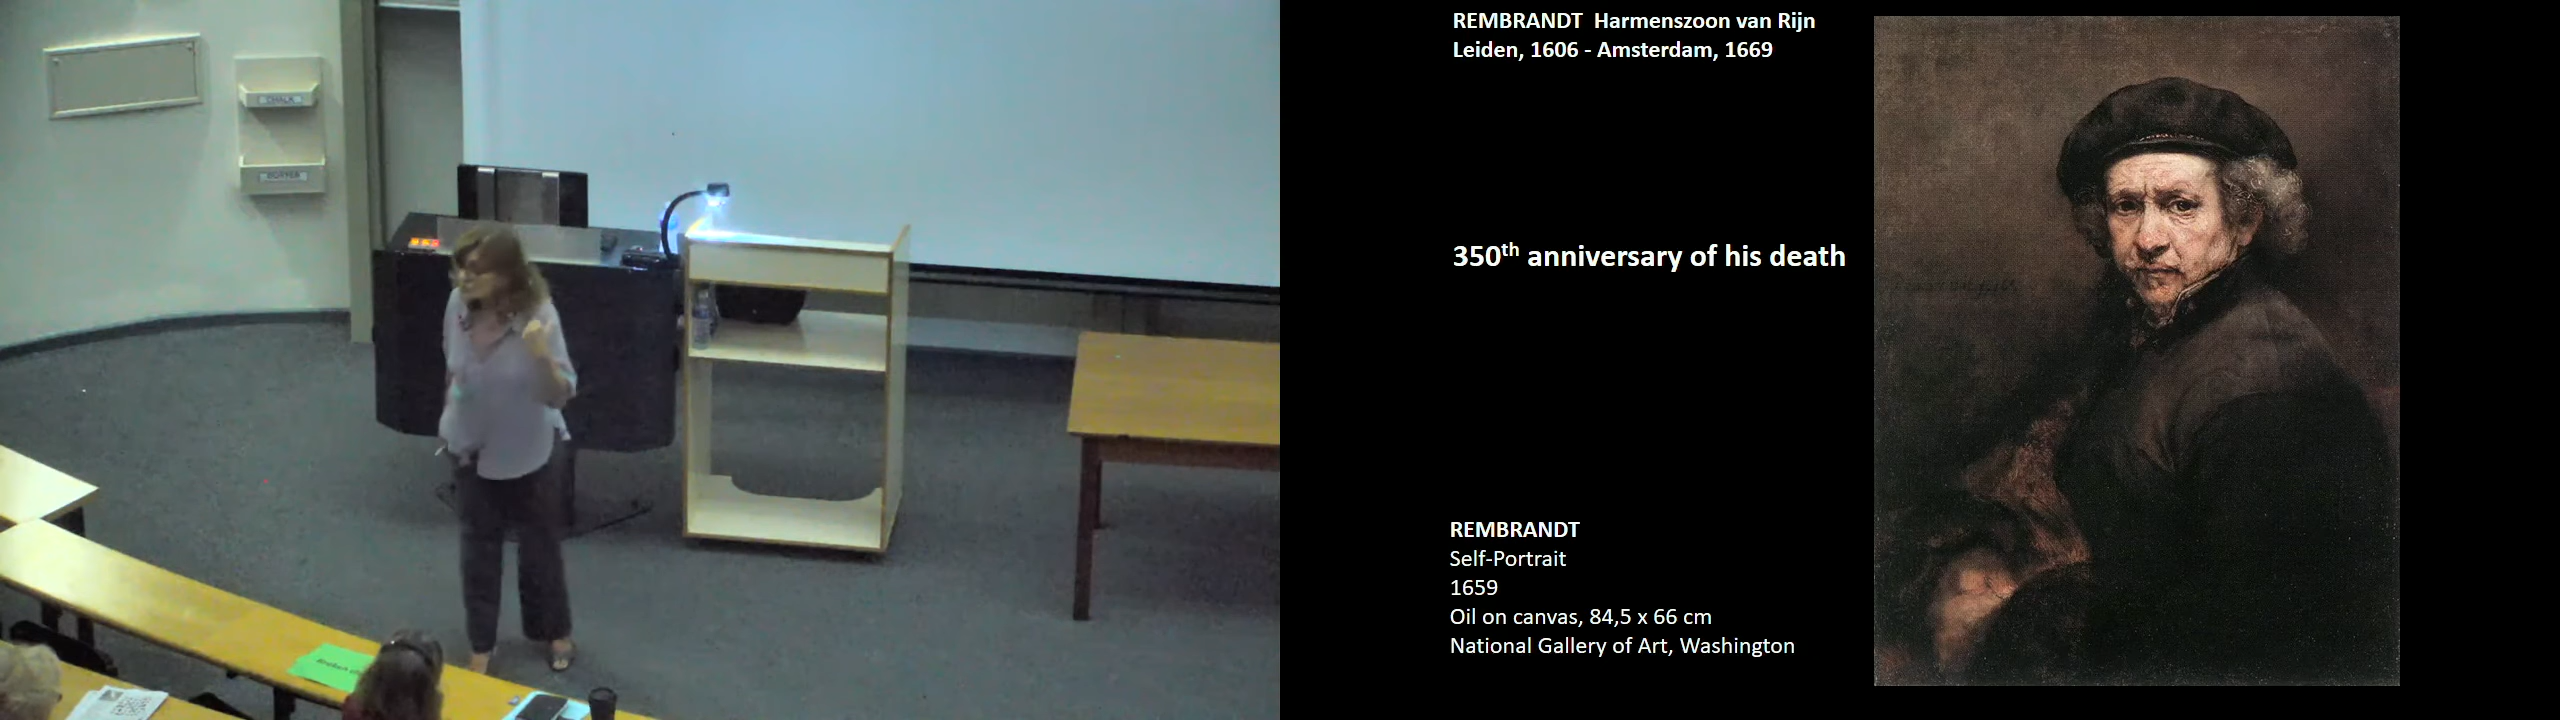 CHALK
REMBRANDT Harmenszoon van Rijn
Leiden, 1606 - Amsterdam, 1669
350th anniversary of his death
REMBRANDT
Self-Portrait
1659
Oil on canvas, 84,5 x 66 cm
National Gallery of Art, Washington